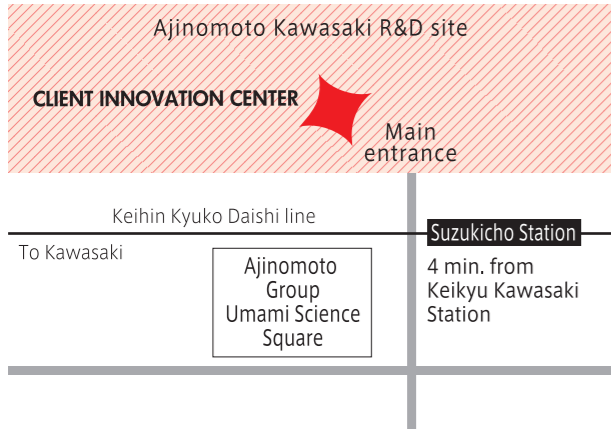 Ajinomoto Kawasaki R&D site
CLIENT INNOVATION CENTER
Main
entrance
Keihin Kyuko Daishi line
Suzukicho Station
To Kawasaki
Ajinomoto
Group
Umami Science
Square
4 min. from
Keikyu Kawasaki
Station